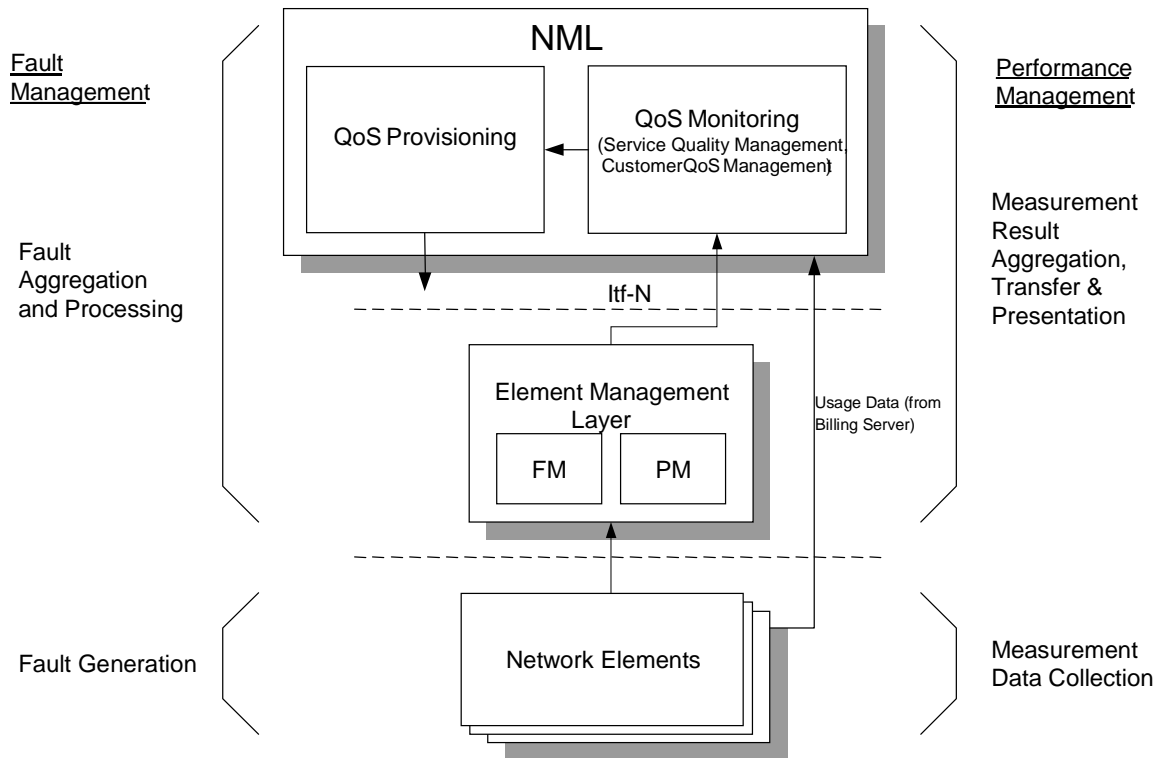 NML
Fault
Management
Performance
Management
QoS Provisioning
QoS Monitoring
(Service Quality Management,
CustomerQoS Management)
Fault
Aggregation
and Processing
Measurement
Result
Aggregation,
Transfer &
Presentation
Itf-N
Element Management
Layer
FM
PM
Usage Data (from
Billing Server)
Fault Generation
Network Elements
Measurement
Data Collection